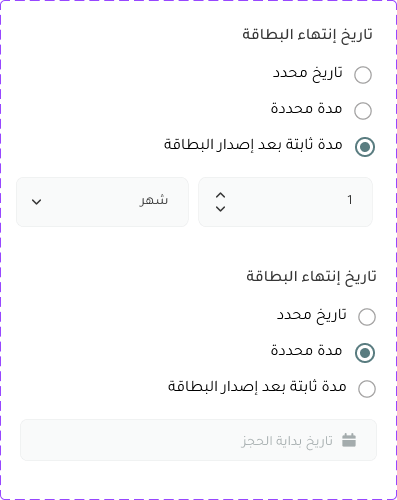 تاريخ إنتهاء البطاقة
تاريخ محدد
مدة محددة
مدة ثابتة بعد إصدار البطاقة
1 شهر
تاريخ إنتهاء البطاقة
تاريخ محدد
مدة محددة
مدة ثابتة بعد إصدار البطاقة
تاريخ بداية الحجز